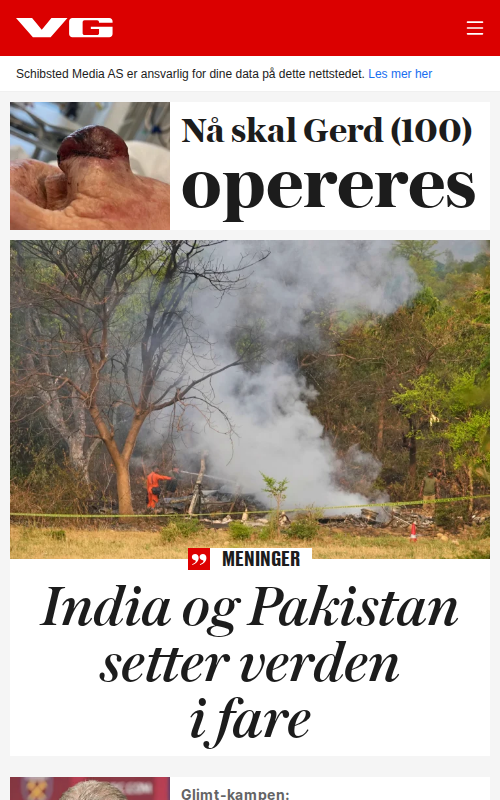 VG
Schibsted Media AS er ansvarlig for dine data på dette nettstedet. Les mer her
Nå skal Gerd (100)
opereres
MENINGER
India og Pakistan
setter verden
i fare
Glimt-kampen: